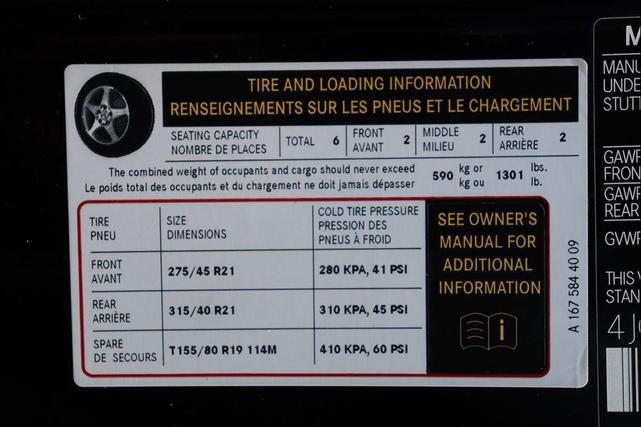 TIRE AND LOADING INFORMATION
RENSEIGNEMENTS SUR LES PNEUS ET LE CHARGEMENT
SEATING CAPACITY
NOMBRE DE PLACES
TOTAL 6
FRONT
AVANT 2
MIDDLE
MILIEU 2
REAR
ARRIÈRE 2
The combined weight of occupants and cargo should never exceed
Le poids total des occupants et du chargement ne doit jamais dépasser
590 kg or
kg ou
1301 lbs.
lb.
TIRE
PNEU
SIZE
DIMENSIONS
COLD TIRE PRESSURE
PRESSION DES
PNEUS À FROID
FRONT
AVANT
275/45 R21
280 KPA, 41 PSI
REAR
ARRIÈRE
315/40 R21
310 KPA, 45 PSI
SPARE
DE SECOURS
T155/80 R19 114M
410 KPA, 60 PSI
SEE OWNER'S
MANUAL FOR
ADDITIONAL
INFORMATION
i
A 167 584 40 09
M
MANU
UNDE
STUT
GAWR
FRON
GAWR
REAR
GVWR
THIS V
STAN
4J